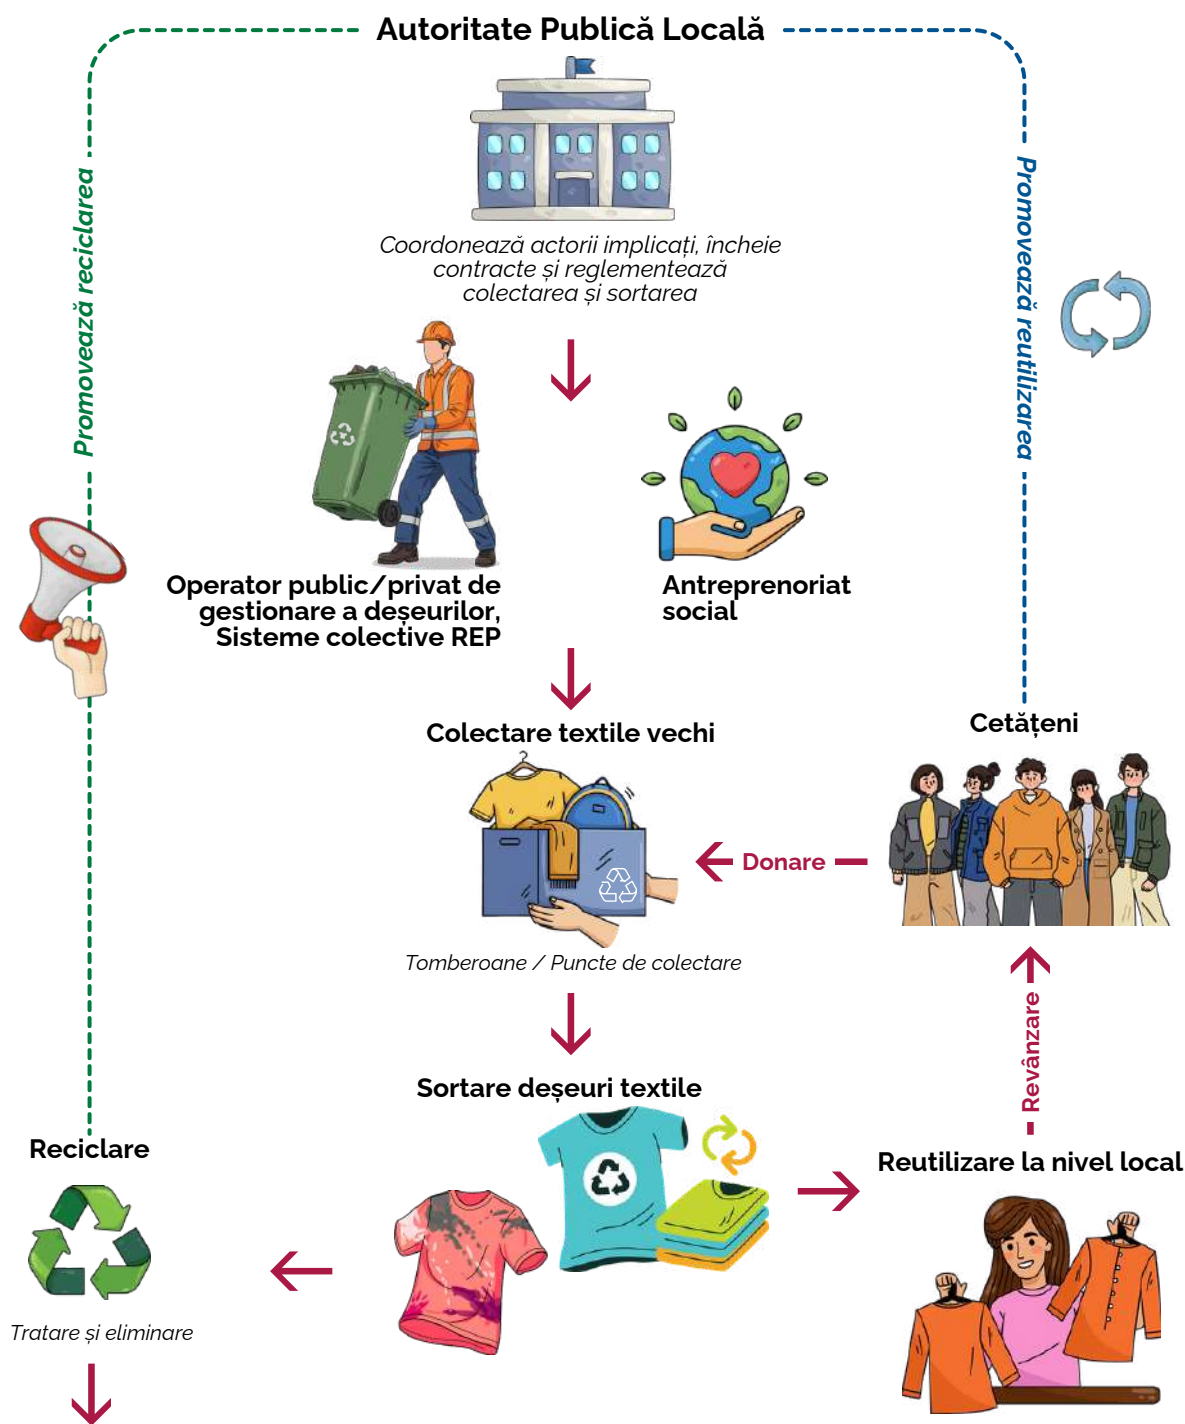 Autoritate Publică Locală
Coordonează actorii implicați, încheie
contracte și reglementează
colectarea și sortarea
Promovează reciclarea
Promovează reutilizarea
Operator public/privat de
gestionare a deșeurilor,
Sisteme colective REP
Antreprenoriat
social
Colectare textile vechi
Cetățeni
Donare
Tomberoane / Puncte de colectare
Revânzare
Sortare deșeuri textile
Reciclare
Reutilizare la nivel local
Tratare și eliminare